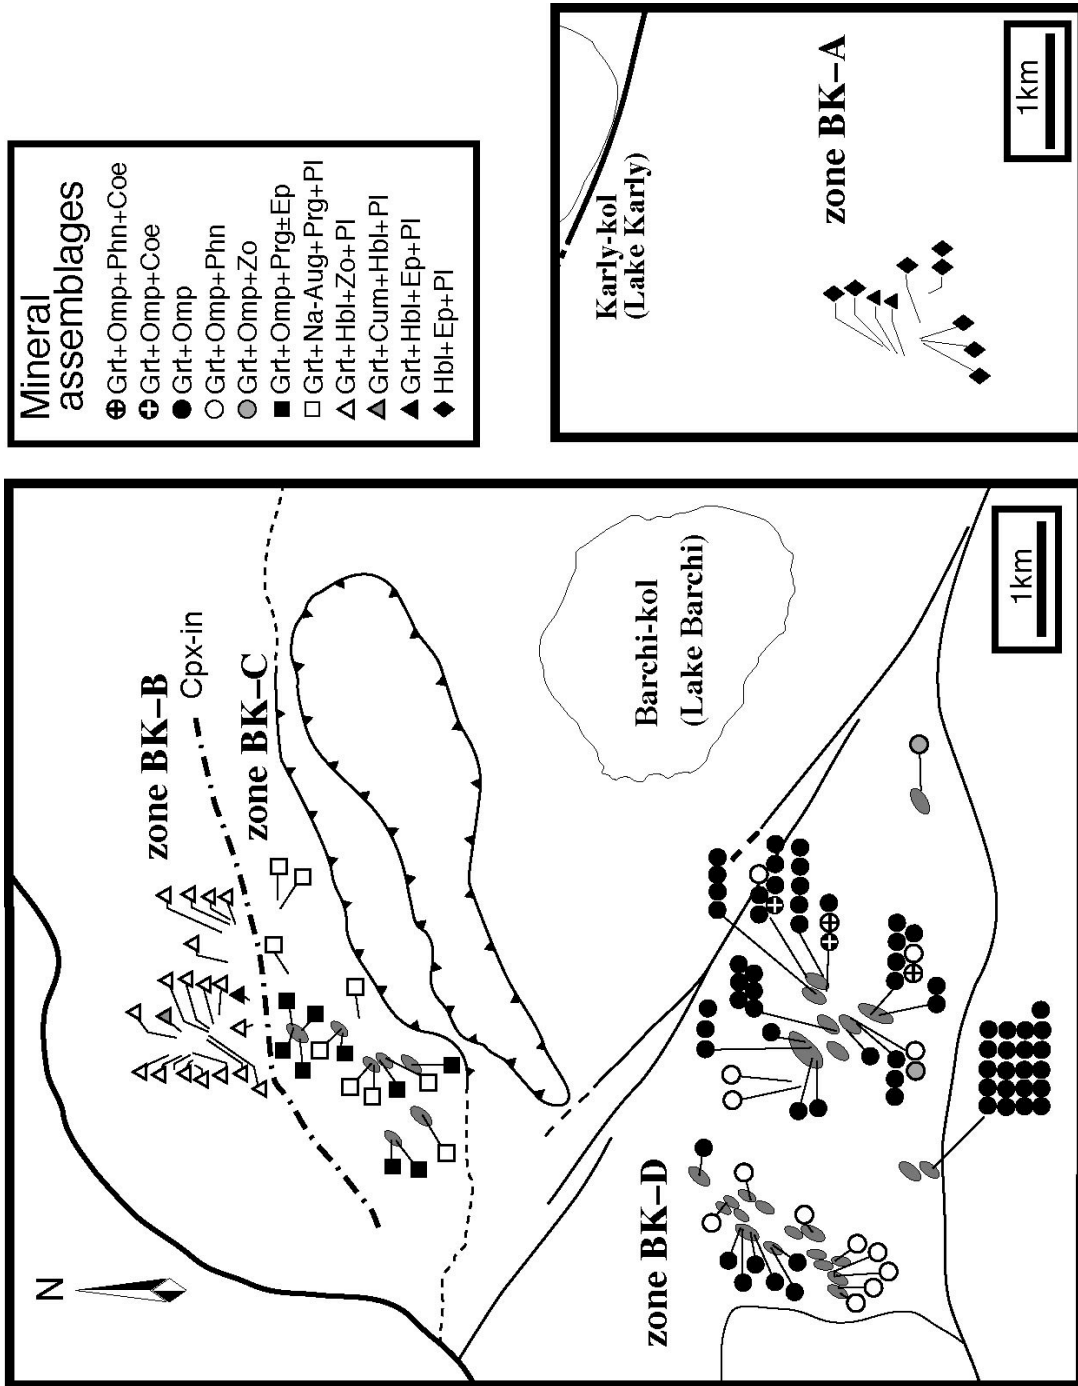 Mineral
assemblages
Grt+Omp+Phn+Coe
Grt+Omp+Coe
Grt+Omp
Grt+Omp+Phn
Grt+Omp+Zo
Grt+Omp+Prg±Ep
Grt+Na-Aug+Prg+Pl
Grt+Hbl+Zo+Pl
Grt+Cum+Hbl+Pl
Grt+Hbl+Ep+Pl
Hbl+Ep+Pl
Karly-kol
(Lake Karly)
zone BK–A
1km
N
zone BK–B
Cpx-in
zone BK–C
Barchi-kol
(Lake Barchi)
zone BK–D
1km